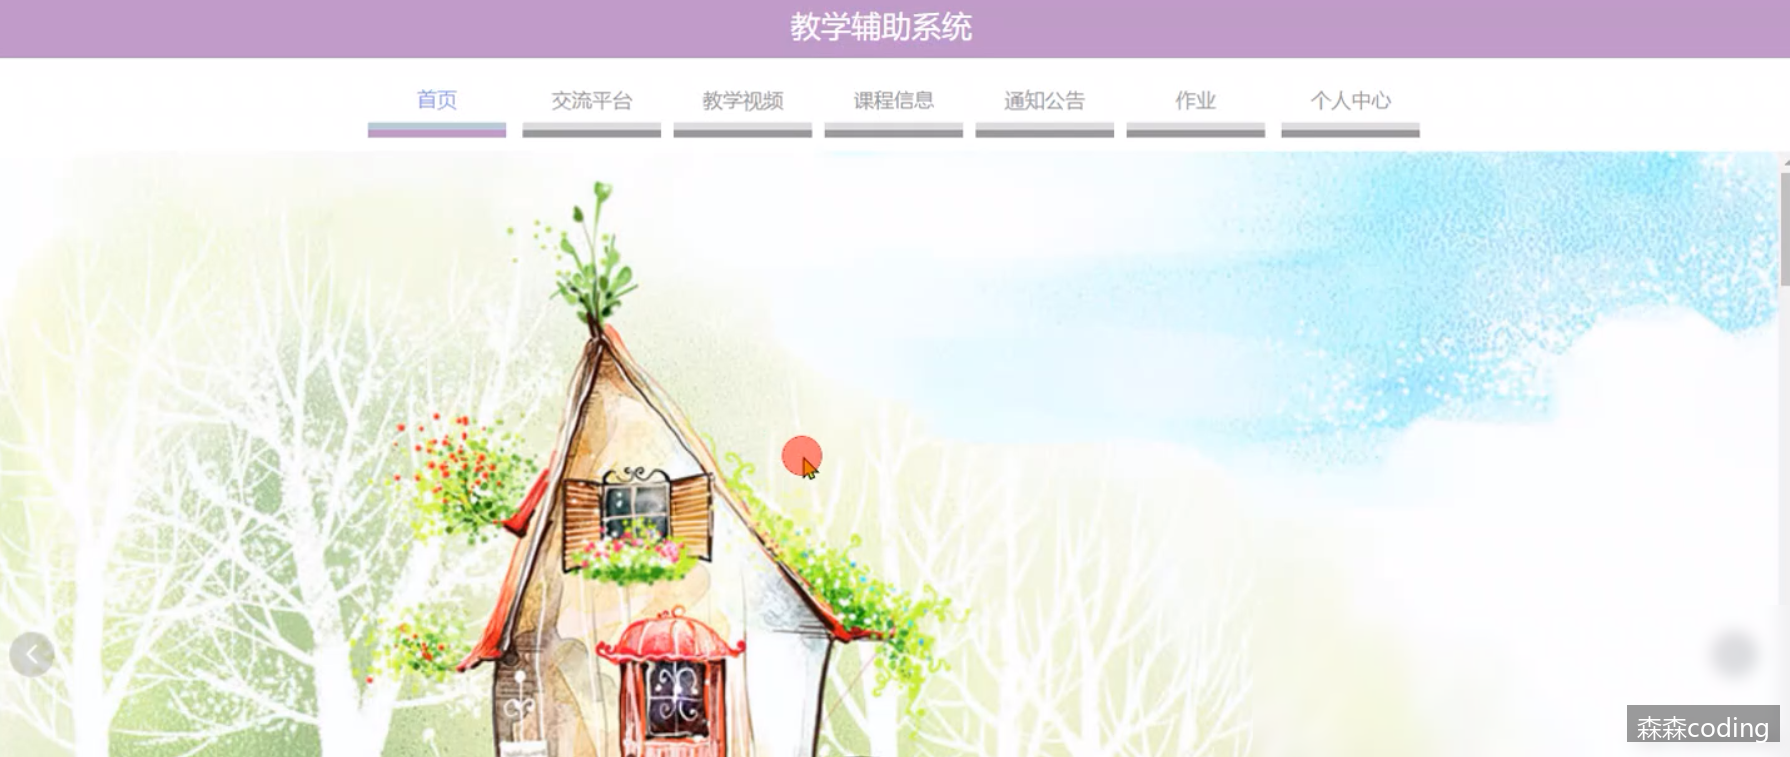 教学辅助系统
首页 交流平台 教学视频 课程信息 通知公告 作业 个人中心
森森coding